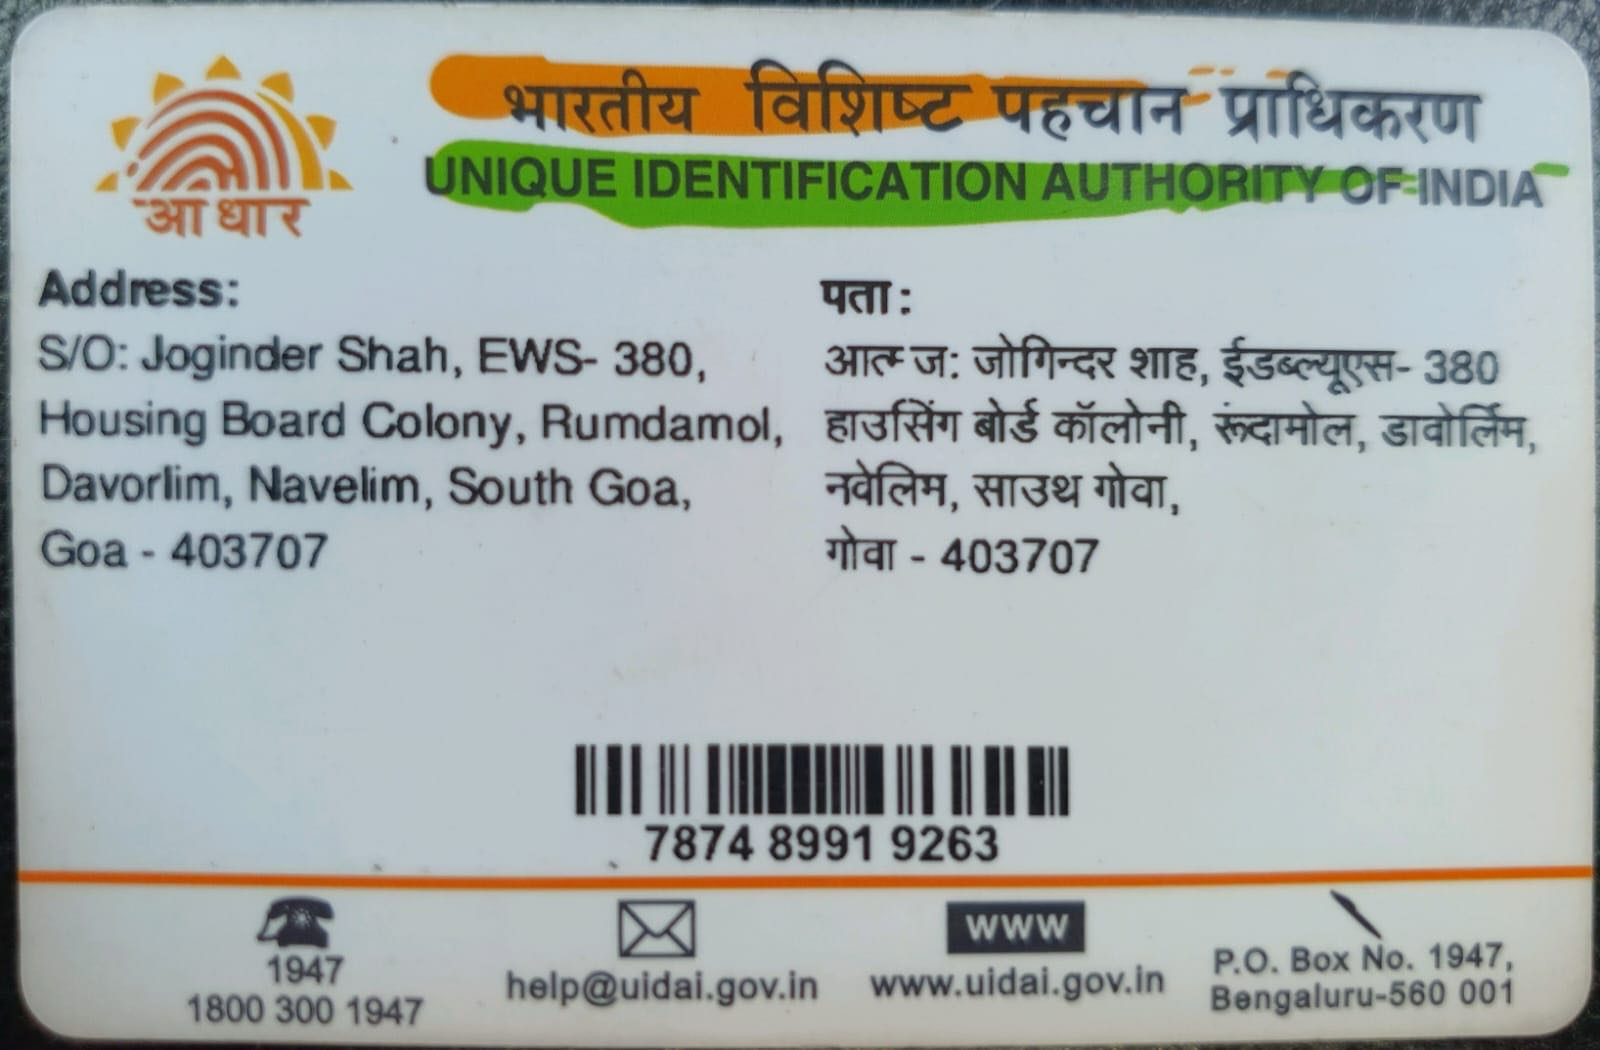 आधार
भारतीय विशिष्ट पहचान प्राधिकरण
UNIQUE IDENTIFICATION AUTHORITY OF INDIA
Address:
S/O: Joginder Shah, EWS- 380,
Housing Board Colony, Rumdamol,
Davorlim, Navelim, South Goa,
Goa - 403707
पता :
आत्मज: जोगिन्दर शाह, ईडब्ल्यूएस- 380
हाउसिंग बोर्ड कॉलोनी, रूंदामोल, डावोर्लिम,
नवेलिम, साउथ गोवा,
गोवा - 403707
7874 8991 9263
1947
1800 300 1947
help@uidai.gov.in
www
www.uidai.gov.in
P.O. Box No. 1947,
Bengaluru-560 001